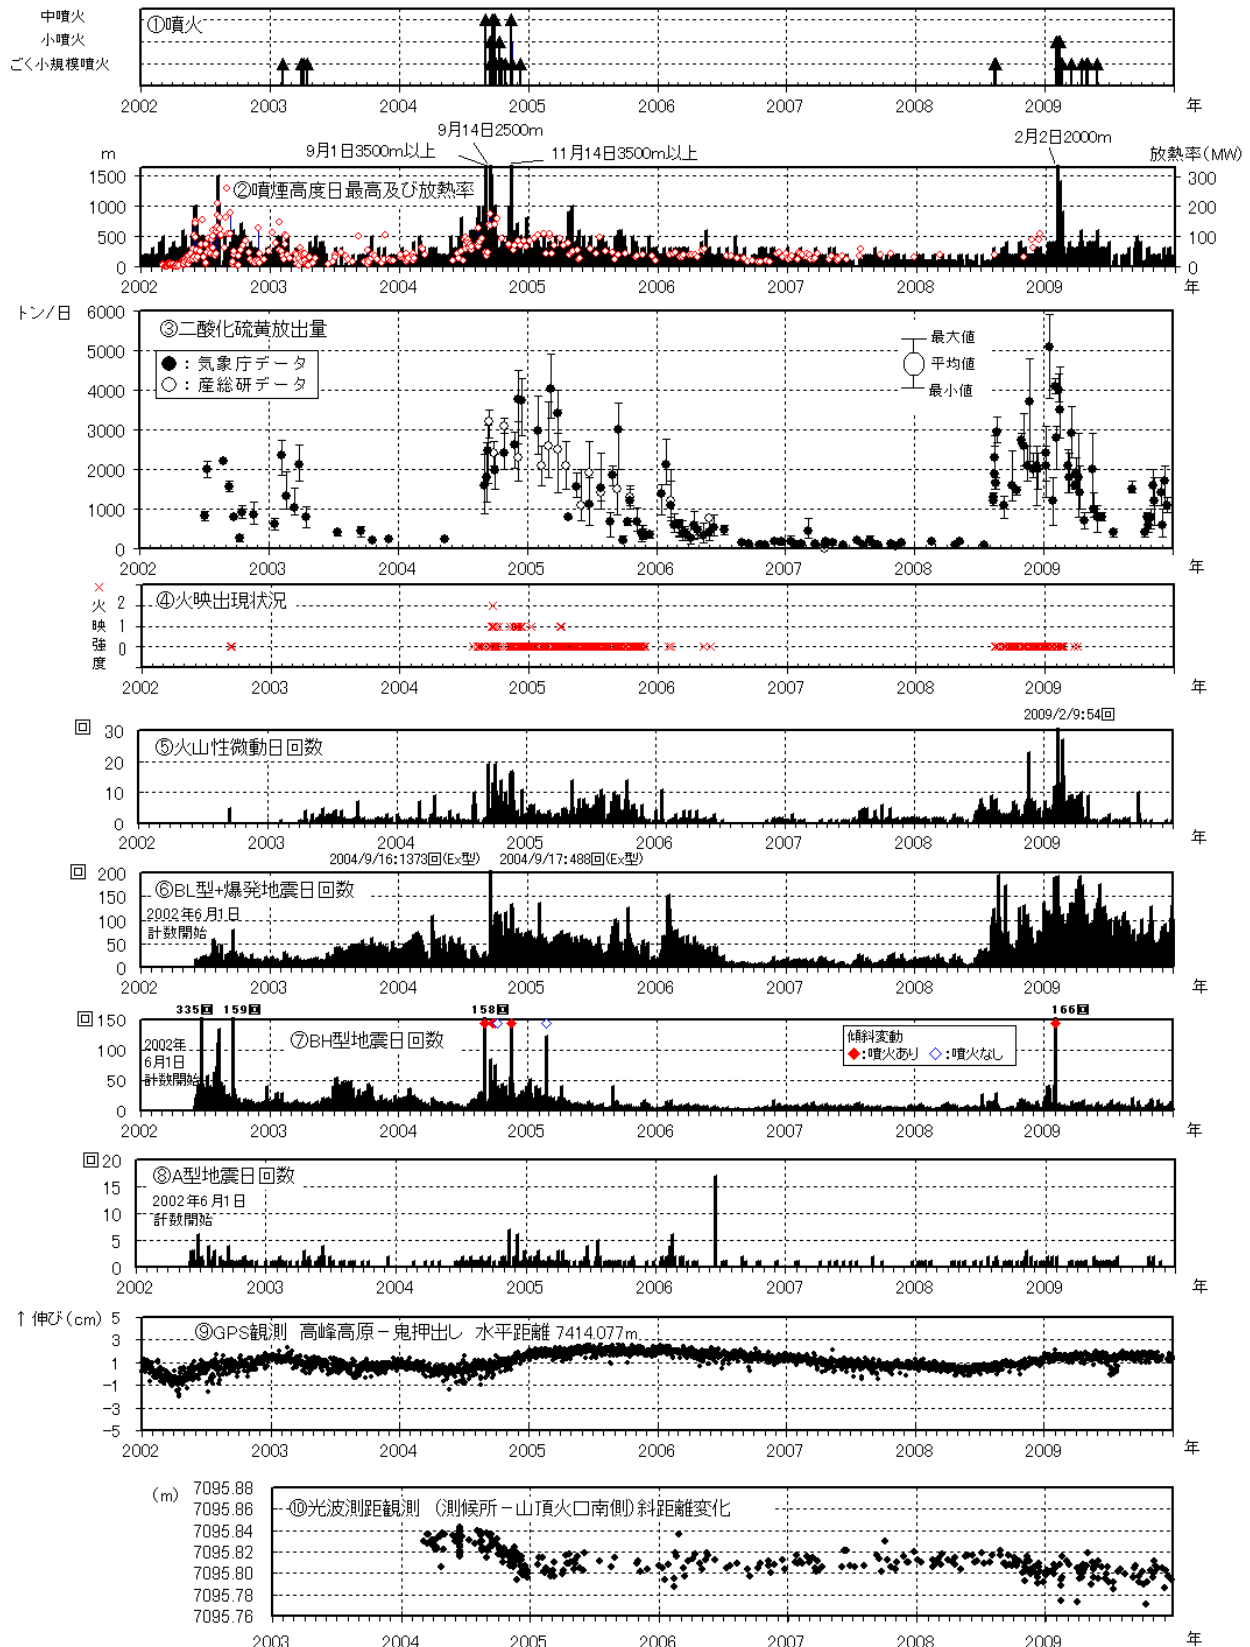 中噴火
小噴火
ごく小規模噴火
①噴火
2002 2003 2004 2005 2006 2007 2008 2009 年
9月14日2500m
9月1日3500m以上
11月14日3500m以上
2月2日2000m
m
放熱率(MW)
②噴煙高度日最高及び放熱率
1500
1000
500
0
300
200
100
0
2002 2003 2004 2005 2006 2007 2008 2009 年
トン/日
③二酸化硫黄放出量
●:気象庁データ
○:産総研データ
最大値
平均値
最小値
6000
5000
4000
3000
2000
1000
0
2002 2003 2004 2005 2006 2007 2008 2009 年
×火映強度
④火映出現状況
2
1
0
2002 2003 2004 2005 2006 2007 2008 2009 年
回
⑤火山性微動日回数
2009/2/9:54回
30
20
10
0
2002 2003 2004 2005 2006 2007 2008 2009 年
2004/9/16:1373回(Ex型) 2004/9/17:488回(Ex型)
回
⑥BL型+爆発地震日回数
2002年6月1日
計数開始
200
150
100
50
0
2002 2003 2004 2005 2006 2007 2008 2009 年
335回 159回 158回 166回
回
⑦BH型地震日回数
2002年
6月1日
計数開始
傾斜変動
◆:噴火あり ◇:噴火なし
150
100
50
0
2002 2003 2004 2005 2006 2007 2008 2009 年
回
⑧A型地震日回数
2002年6月1日
計数開始
20
15
10
5
0
2002 2003 2004 2005 2006 2007 2008 2009 年
↑伸び(cm)
⑨GPS観測 高峰高原－鬼押出し 水平距離 7414.077m
5
3
1
-1
-3
-5
2002 2003 2004 2005 2006 2007 2008 2009 年
(m)
⑩光波測距観測 (測候所－山頂火口南側)斜距離変化
7095.88
7095.86
7095.84
7095.82
7095.80
7095.78
7095.76
2003 2004 2005 2006 2007 2008 2009 年